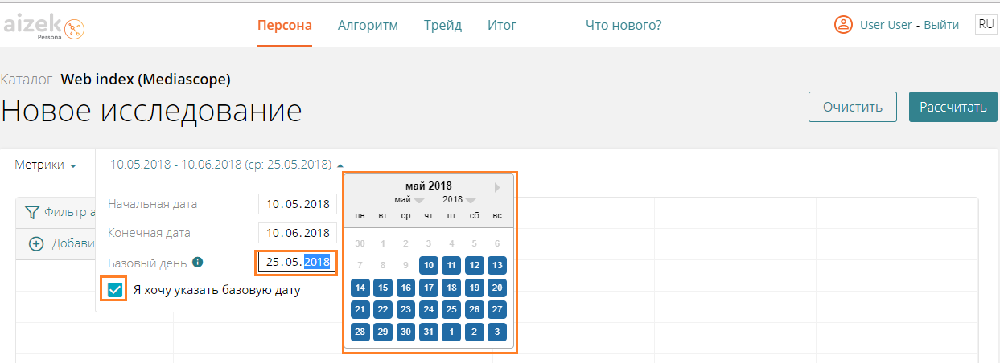 aizek
Persona
Персона Алгоритм Трейд Итог Что нового? User User - Выйти RU
Каталог Web index (Mediascope)
Новое исследование
Очистить Рассчитать
Метрики 10.05.2018 - 10.06.2018 (ср: 25.05.2018)
Фильтр а
Добави
Начальная дата 10.05.2018
Конечная дата 10.06.2018
Базовый день 25.05.2018
Я хочу указать базовую дату
май 2018
май 2018
пн вт ср чт пт сб вс
30 1 2 3 4 5 6
7 8 9 10 11 12 13
14 15 16 17 18 19 20
21 22 23 24 25 26 27
28 29 30 31 1 2 3